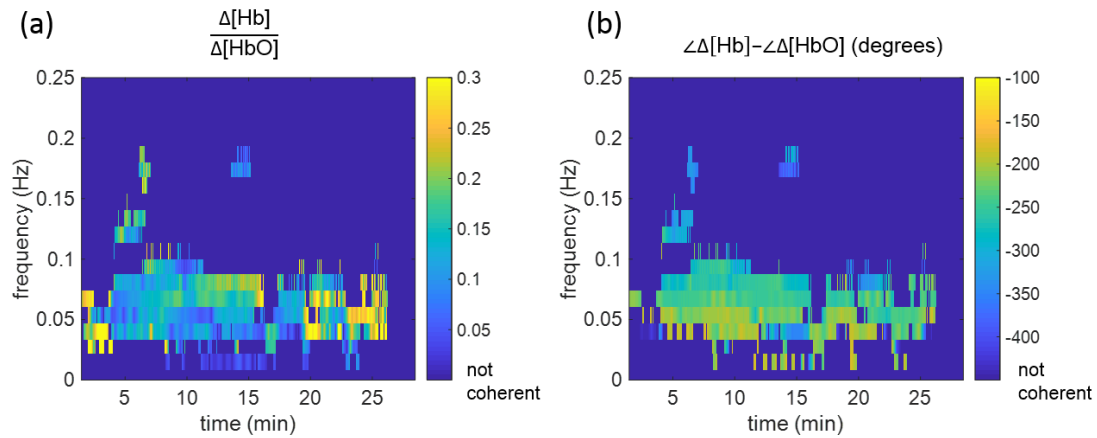 (a)
Δ[Hb]
Δ[HbO]
0.25
0.2
0.15
0.1
0.05
0
frequency (Hz)
5 10 15 20 25
time (min)
0.3
0.25
0.2
0.15
0.1
0.05
not
coherent
(b)
∠Δ[Hb]−∠Δ[HbO] (degrees)
0.25
0.2
0.15
0.1
0.05
0
frequency (Hz)
5 10 15 20 25
time (min)
-100
-150
-200
-250
-300
-350
-400
not
coherent